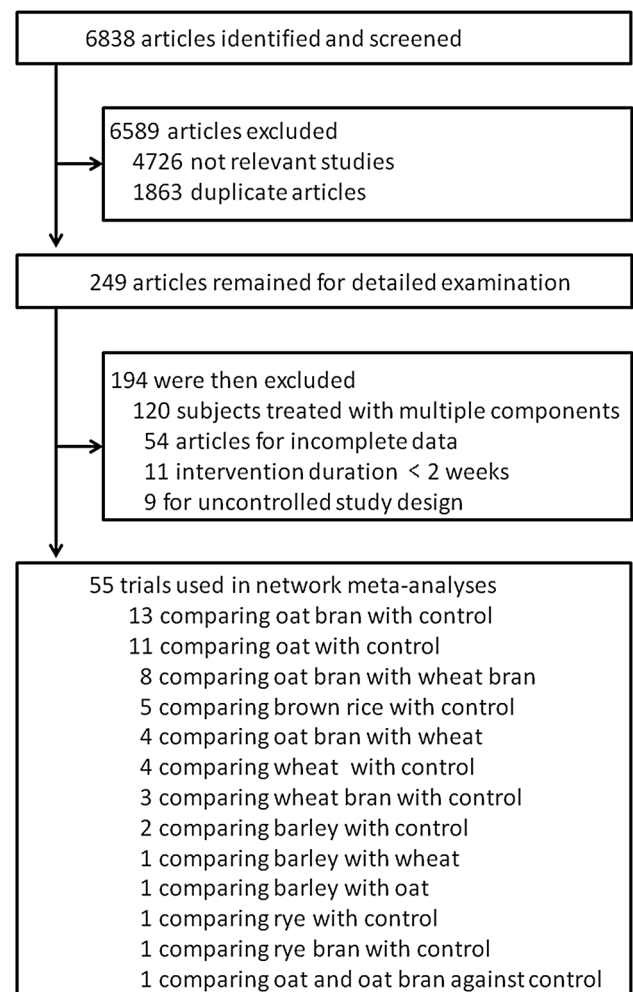 6838 articles identified and screened
6589 articles excluded
4726 not relevant studies
1863 duplicate articles
249 articles remained for detailed examination
194 were then excluded
120 subjects treated with multiple components
54 articles for incomplete data
11 intervention duration < 2 weeks
9 for uncontrolled study design
55 trials used in network meta-analyses
13 comparing oat bran with control
11 comparing oat with control
8 comparing oat bran with wheat bran
5 comparing brown rice with control
4 comparing oat bran with wheat
4 comparing wheat with control
3 comparing wheat bran with control
2 comparing barley with control
1 comparing barley with wheat
1 comparing barley with oat
1 comparing rye with control
1 comparing rye bran with control
1 comparing oat and oat bran against control